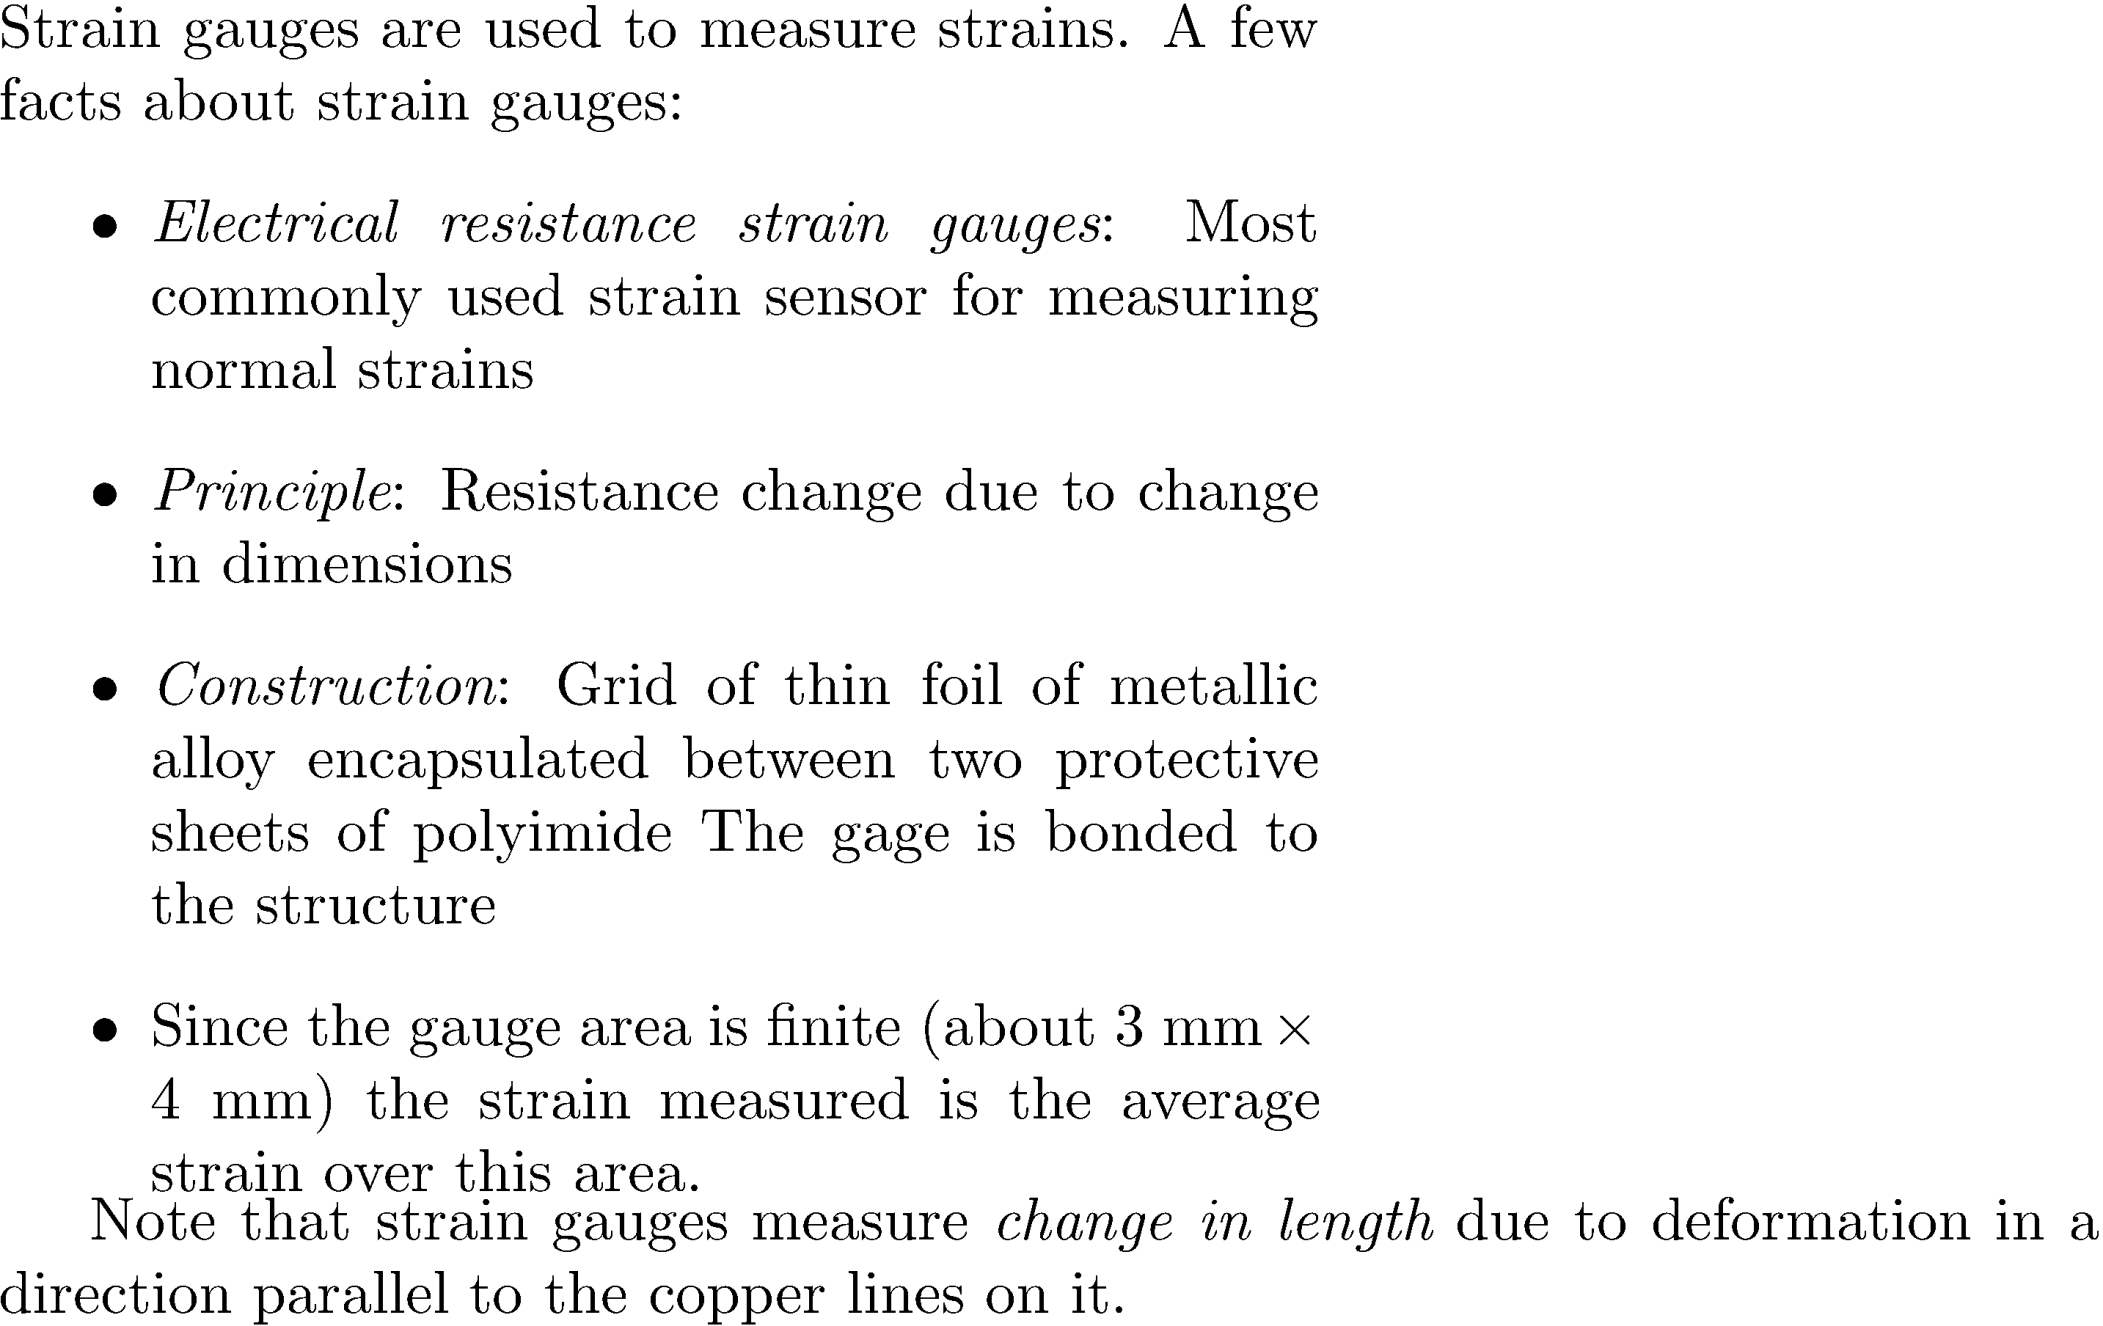 Strain gauges are used to measure strains. A few
facts about strain gauges:
• Electrical resistance strain gauges: Most
commonly used strain sensor for measuring
normal strains
• Principle: Resistance change due to change
in dimensions
• Construction: Grid of thin foil of metallic
alloy encapsulated between two protective
sheets of polyimide The gage is bonded to
the structure
• Since the gauge area is finite (about 3 mm ×
4 mm) the strain measured is the average
strain over this area.
Note that strain gauges measure change in length due to deformation in a
direction parallel to the copper lines on it.